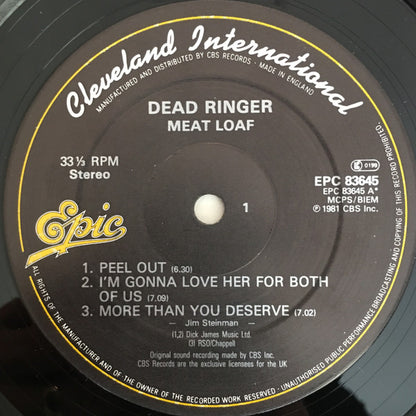 Cleveland International
MANUFACTURED AND DISTRIBUTED BY CBS RECORDS · MADE IN ENGLAND
DEAD RINGER
MEAT LOAF
33⅓ RPM
Stereo
K 0199
EPC 83645
EPC 83645 A*
MCPS/BIEM
℗ 1981 CBS Inc.
1
Epic
1. PEEL OUT (6.30)
2. I'M GONNA LOVE HER FOR BOTH
OF US (7.09)
3. MORE THAN YOU DESERVE (7.02)
— Jim Steinman —
(1,2) Dick James Music Ltd.
(3) RSO/Chappell
Original sound recording made by CBS Inc.
CBS Records are the exclusive licensees for the UK
ALL RIGHTS OF THE MANUFACTURER AND OF THE OWNER OF THE RECORDED WORK RESERVED · UNAUTHORISED PUBLIC PERFORMANCE BROADCASTING AND COPYING OF THIS RECORD PROHIBITED.